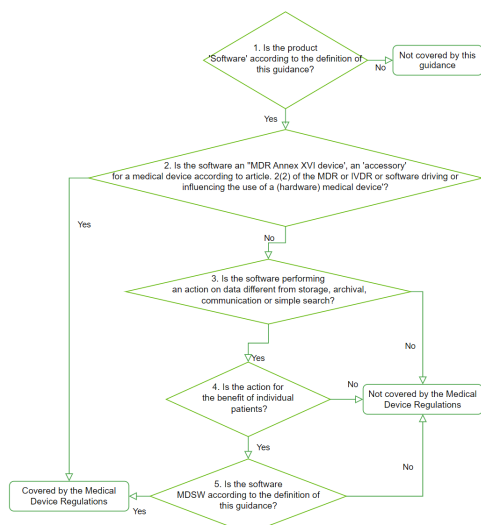 1. Is the product
'Software' according to the definition of
this guidance?
No
Not covered by this
guidance
Yes
2. Is the software an "MDR Annex XVI device', an 'accessory'
for a medical device according to article. 2(2) of the MDR or IVDR or software driving or
influencing the use of a (hardware) medical device'?
Yes
No
3. Is the software performing
an action on data different from storage, archival,
communication or simple search?
No
Yes
4. Is the action for
the benefit of individual
patients?
No
Not covered by the Medical
Device Regulations
Yes
No
5. Is the software
MDSW according to the definition of
this guidance?
Yes
Covered by the Medical
Device Regulations